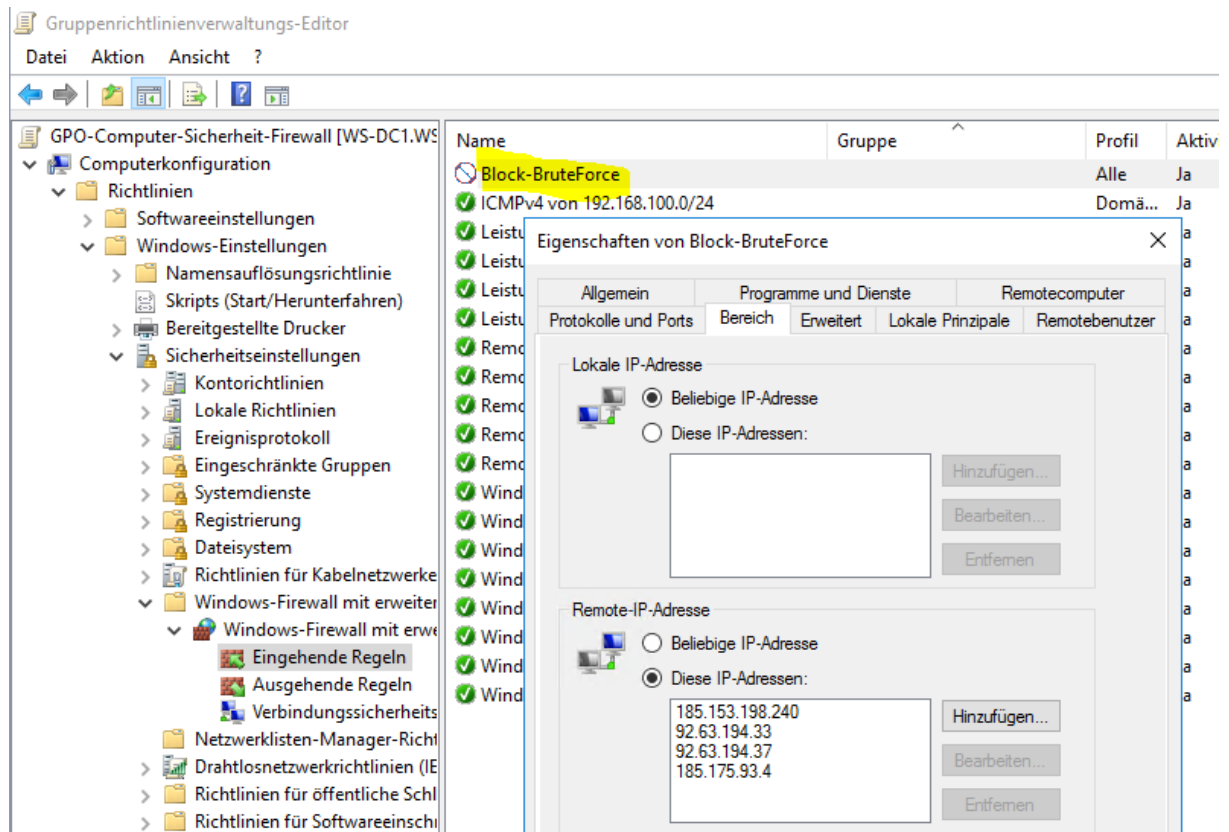 Gruppenrichtlinienverwaltungs-Editor
Datei Aktion Ansicht ?
GPO-Computer-Sicherheit-Firewall [WS-DC1.WS
Computerkonfiguration
Richtlinien
Softwareeinstellungen
Windows-Einstellungen
Namensauflösungsrichtlinie
Skripts (Start/Herunterfahren)
Bereitgestellte Drucker
Sicherheitseinstellungen
Kontorichtlinien
Lokale Richtlinien
Ereignisprotokoll
Eingeschränkte Gruppen
Systemdienste
Registrierung
Dateisystem
Richtlinien für Kabelnetzwerke
Windows-Firewall mit erweiter
Windows-Firewall mit erwe
Eingehende Regeln
Ausgehende Regeln
Verbindungssicherheits
Netzwerklisten-Manager-Richt
Drahtlosnetzwerkrichtlinien (IE
Richtlinien für öffentliche Schl
Richtlinien für Softwareeinschr
Name Gruppe Profil Aktiv
Block-BruteForce Alle Ja
ICMPv4 von 192.168.100.0/24 Domä... Ja
Leistu a
Leistu a
Leistu a
Leistu a
Remo a
Remo a
Remo a
Remo a
Remo a
Wind a
Wind a
Wind a
Wind a
Wind a
Wind a
Wind a
Wind a
Eigenschaften von Block-BruteForce
Allgemein Programme und Dienste Remotecomputer
Protokolle und Ports Bereich Erweitert Lokale Prinzipale Remotebenutzer
Lokale IP-Adresse
Beliebige IP-Adresse
Diese IP-Adressen:
Hinzufügen...
Bearbeiten...
Entfernen
Remote-IP-Adresse
Beliebige IP-Adresse
Diese IP-Adressen:
185.153.198.240
92.63.194.33
92.63.194.37
185.175.93.4
Hinzufügen...
Bearbeiten...
Entfernen